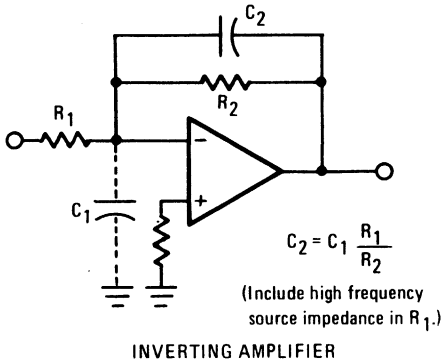 C2
R2
R1
C1
−
+
C2 = C1 R1/R2
(Include high frequency
source impedance in R1.)
INVERTING AMPLIFIER